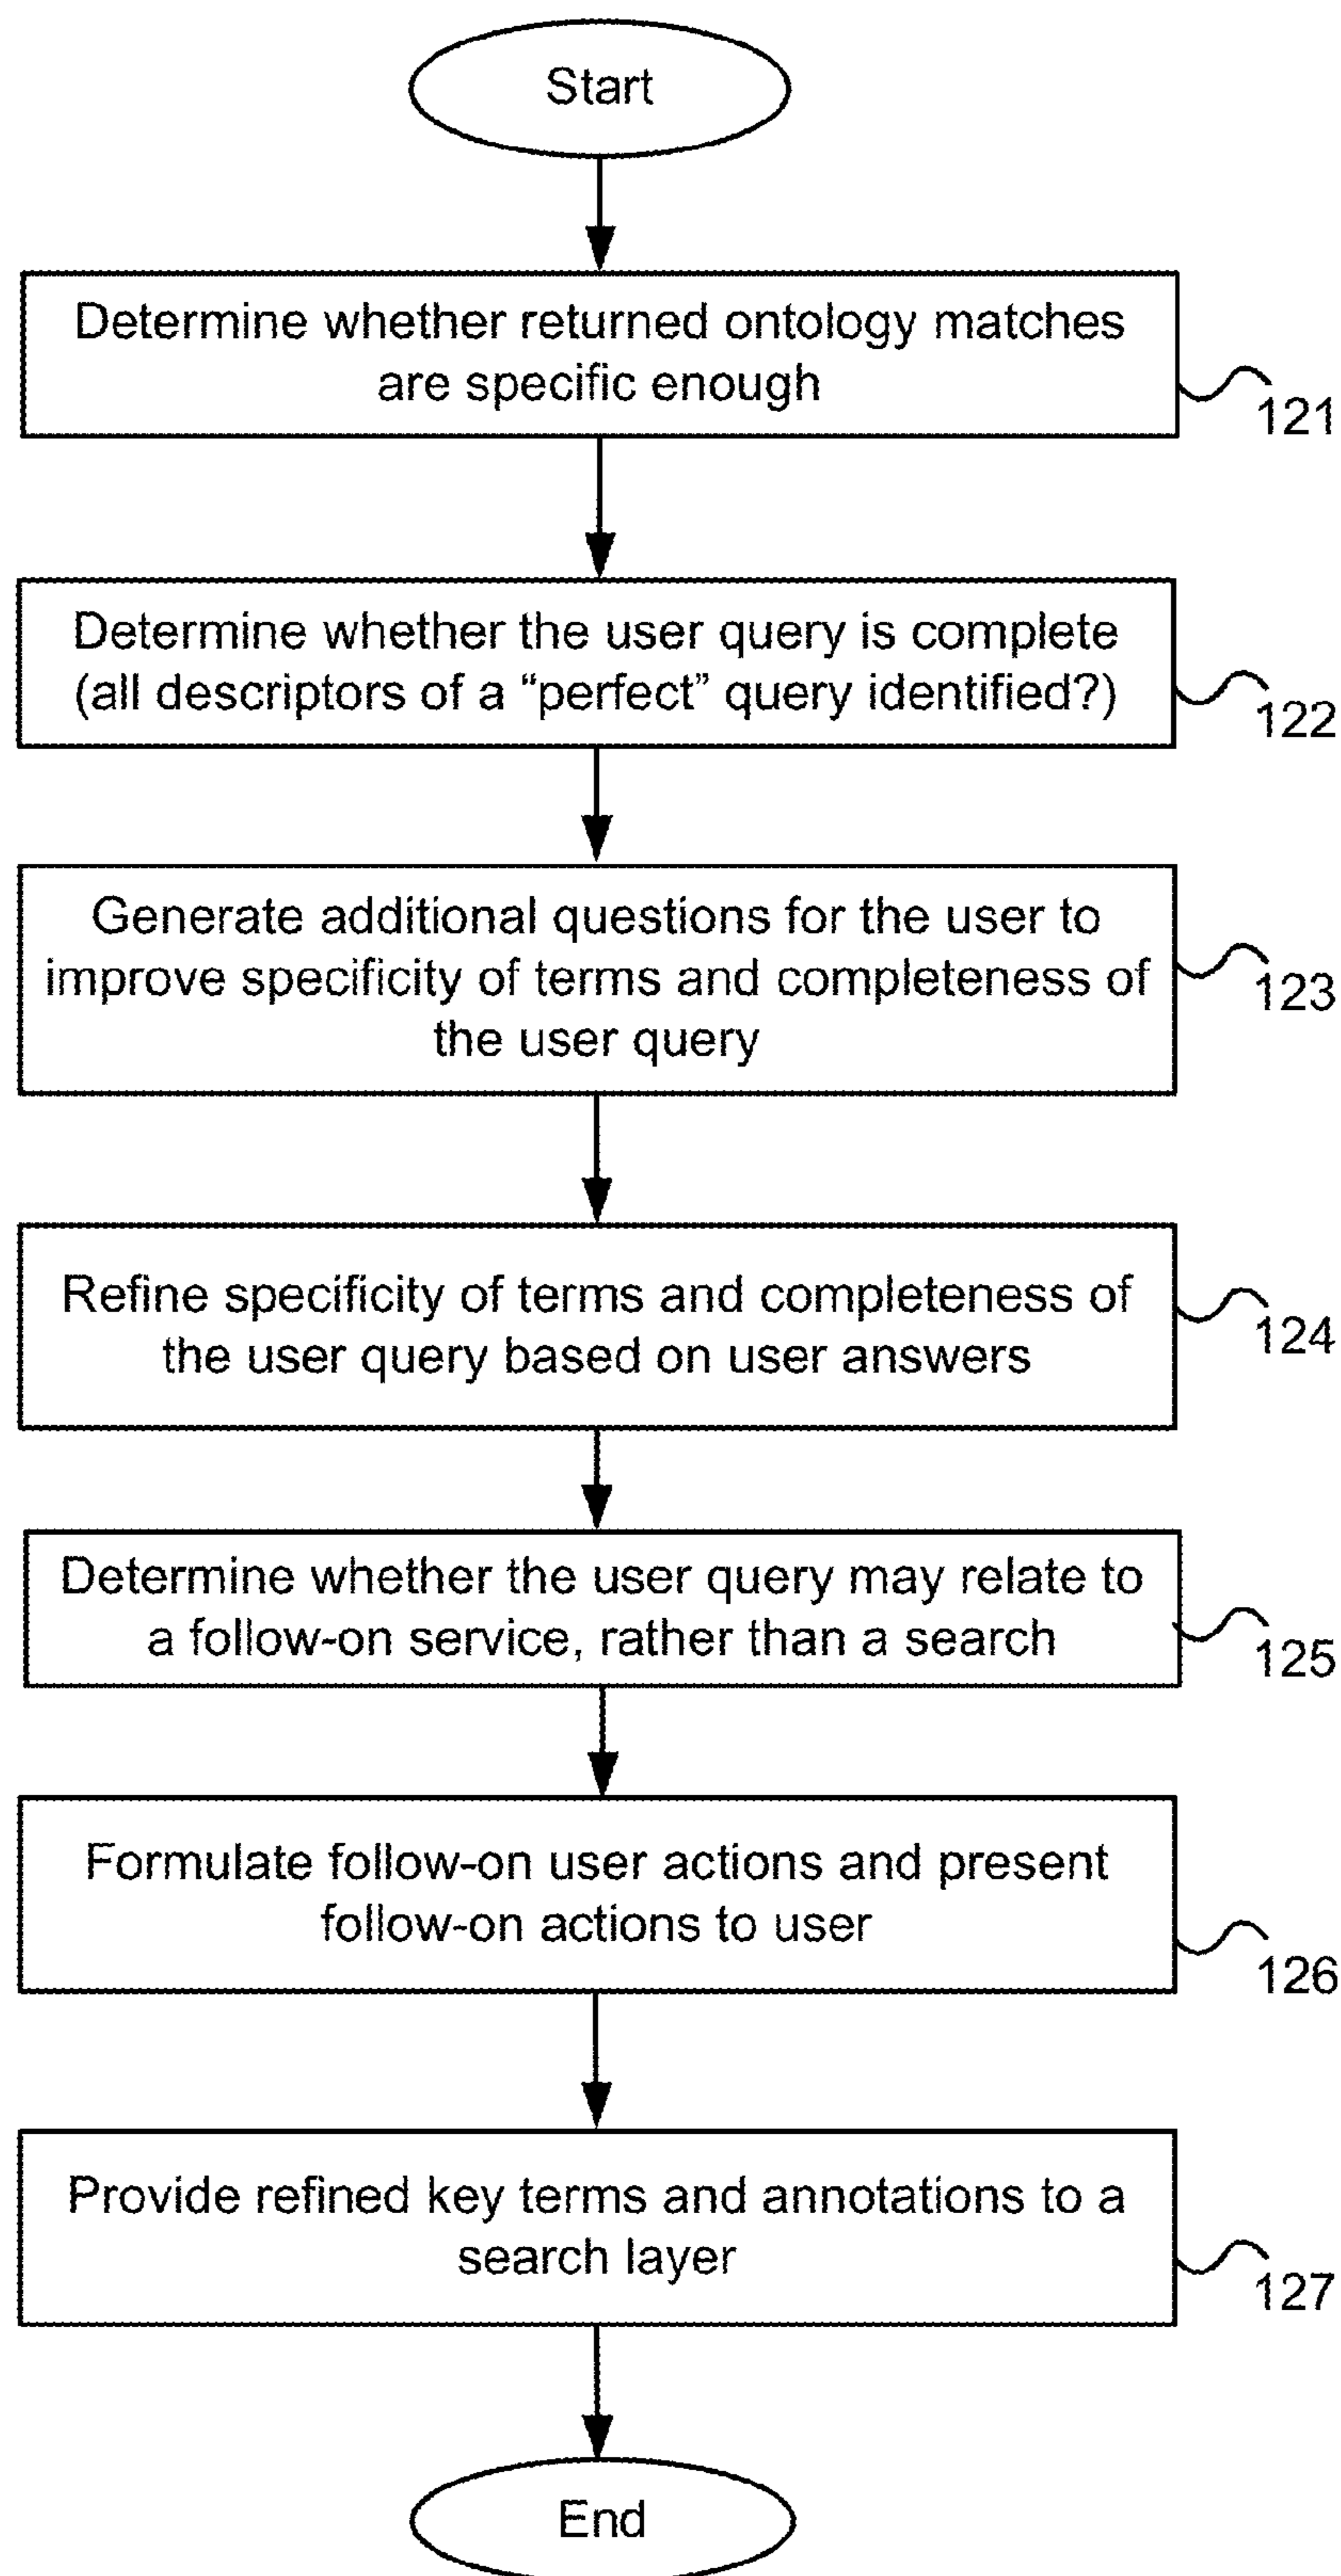 Start
Determine whether returned ontology matches
are specific enough
121
Determine whether the user query is complete
(all descriptors of a “perfect” query identified?)
122
Generate additional questions for the user to
improve specificity of terms and completeness of
the user query
123
Refine specificity of terms and completeness of
the user query based on user answers
124
Determine whether the user query may relate to
a follow-on service, rather than a search
125
Formulate follow-on user actions and present
follow-on actions to user
126
Provide refined key terms and annotations to a
search layer
127
End